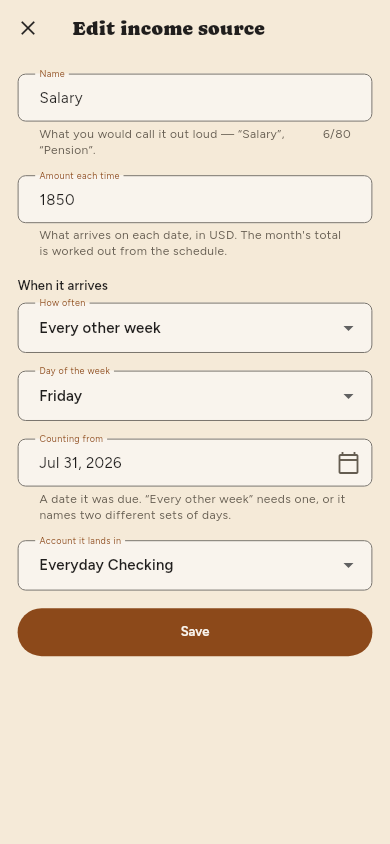 Edit income source
Name
Salary
What you would call it out loud — “Salary”,
“Pension”.
6/80
Amount each time
1850
What arrives on each date, in USD. The month's total
is worked out from the schedule.
When it arrives
How often
Every other week
Day of the week
Friday
Counting from
Jul 31, 2026
A date it was due. “Every other week” needs one, or it
names two different sets of days.
Account it lands in
Everyday Checking
Save